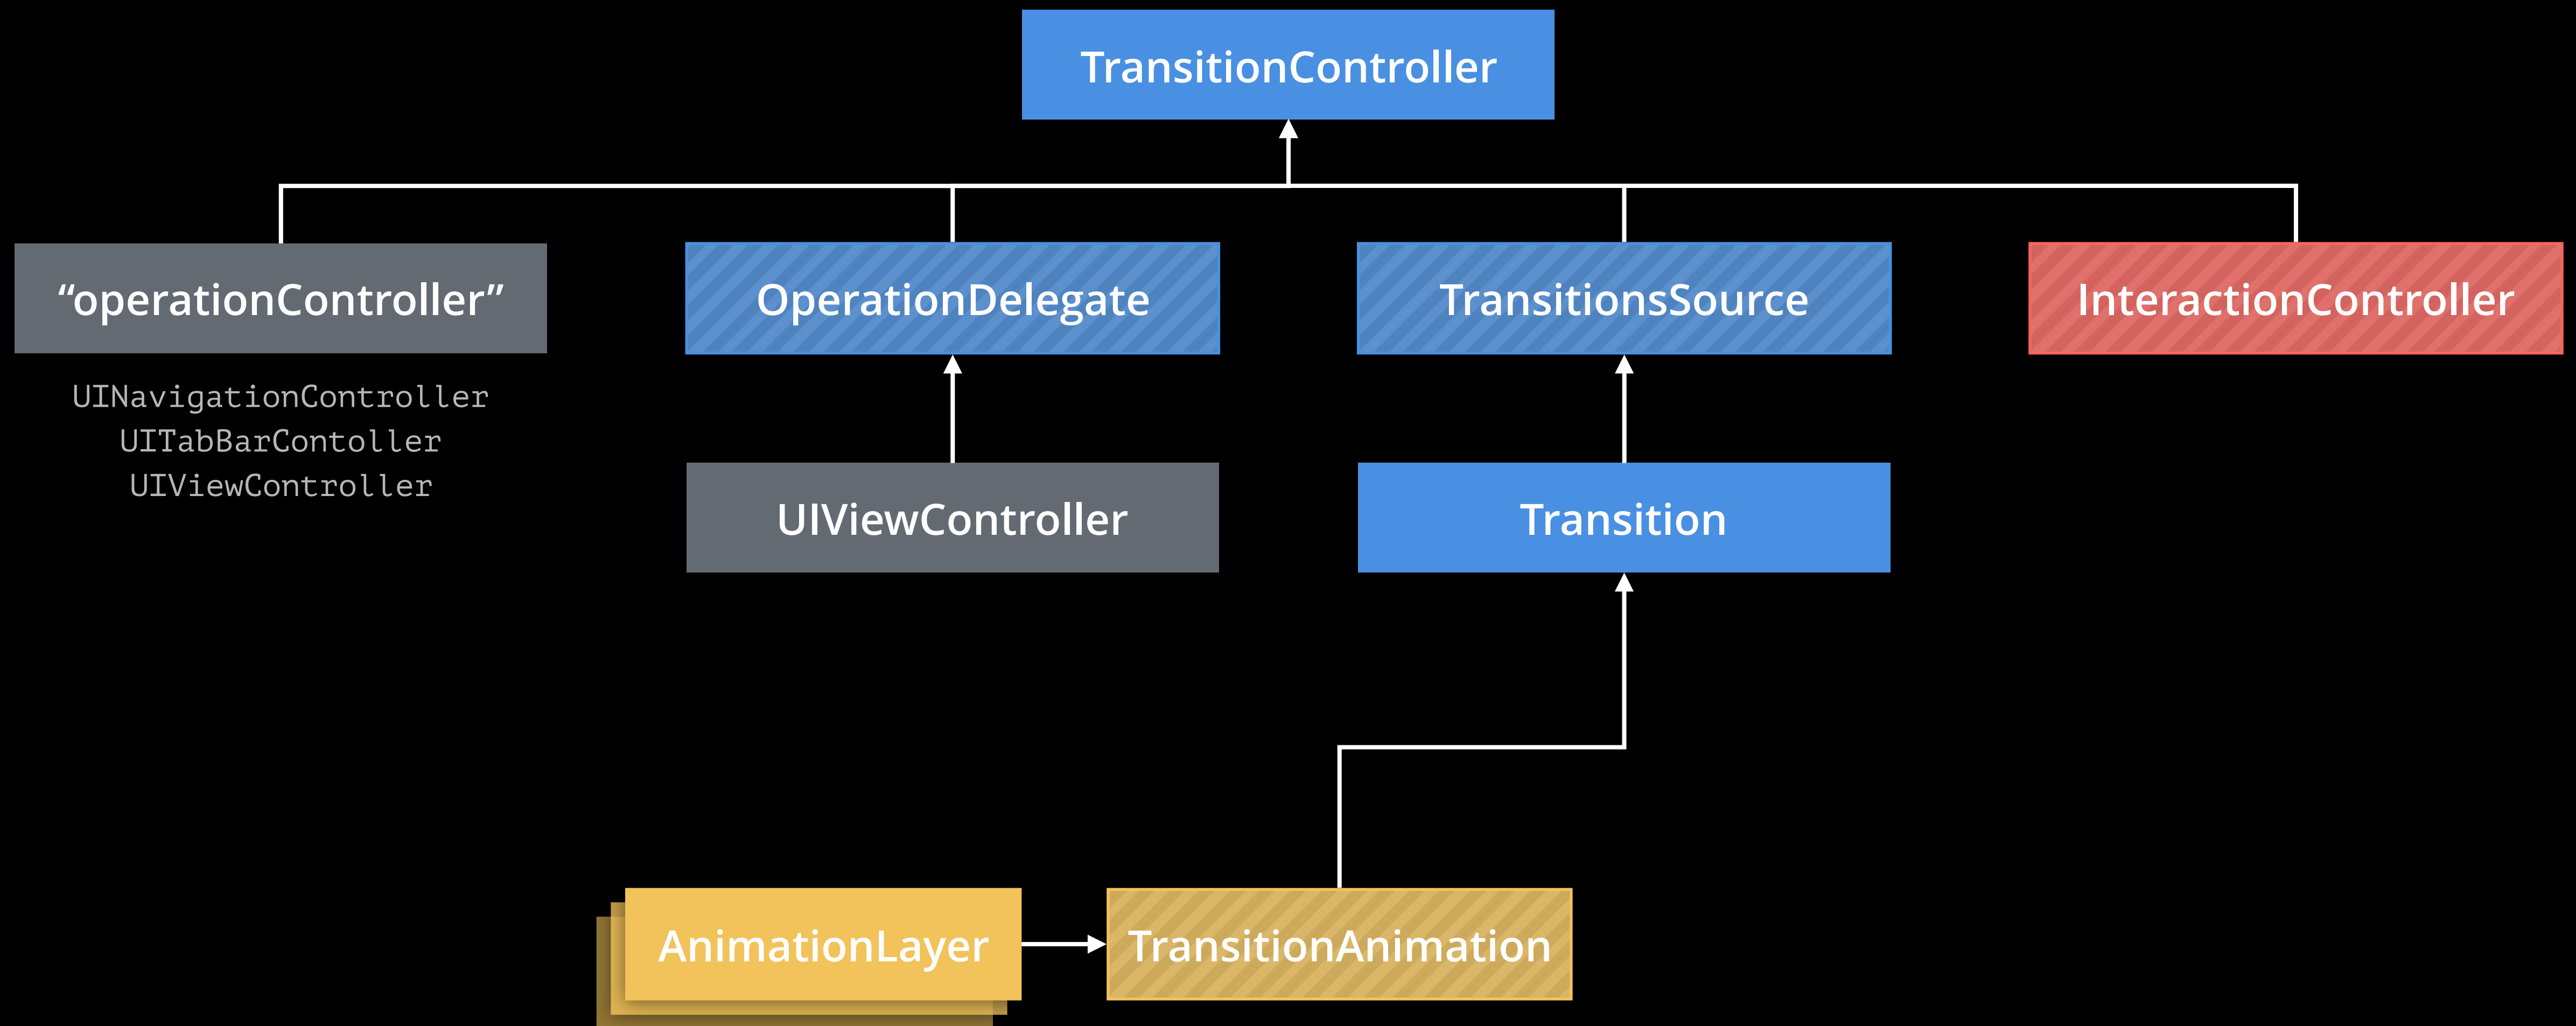 TransitionController
“operationController”
OperationDelegate
TransitionsSource
InteractionController
UINavigationController
UITabBarContoller
UIViewController
UIViewController
Transition
AnimationLayer
TransitionAnimation